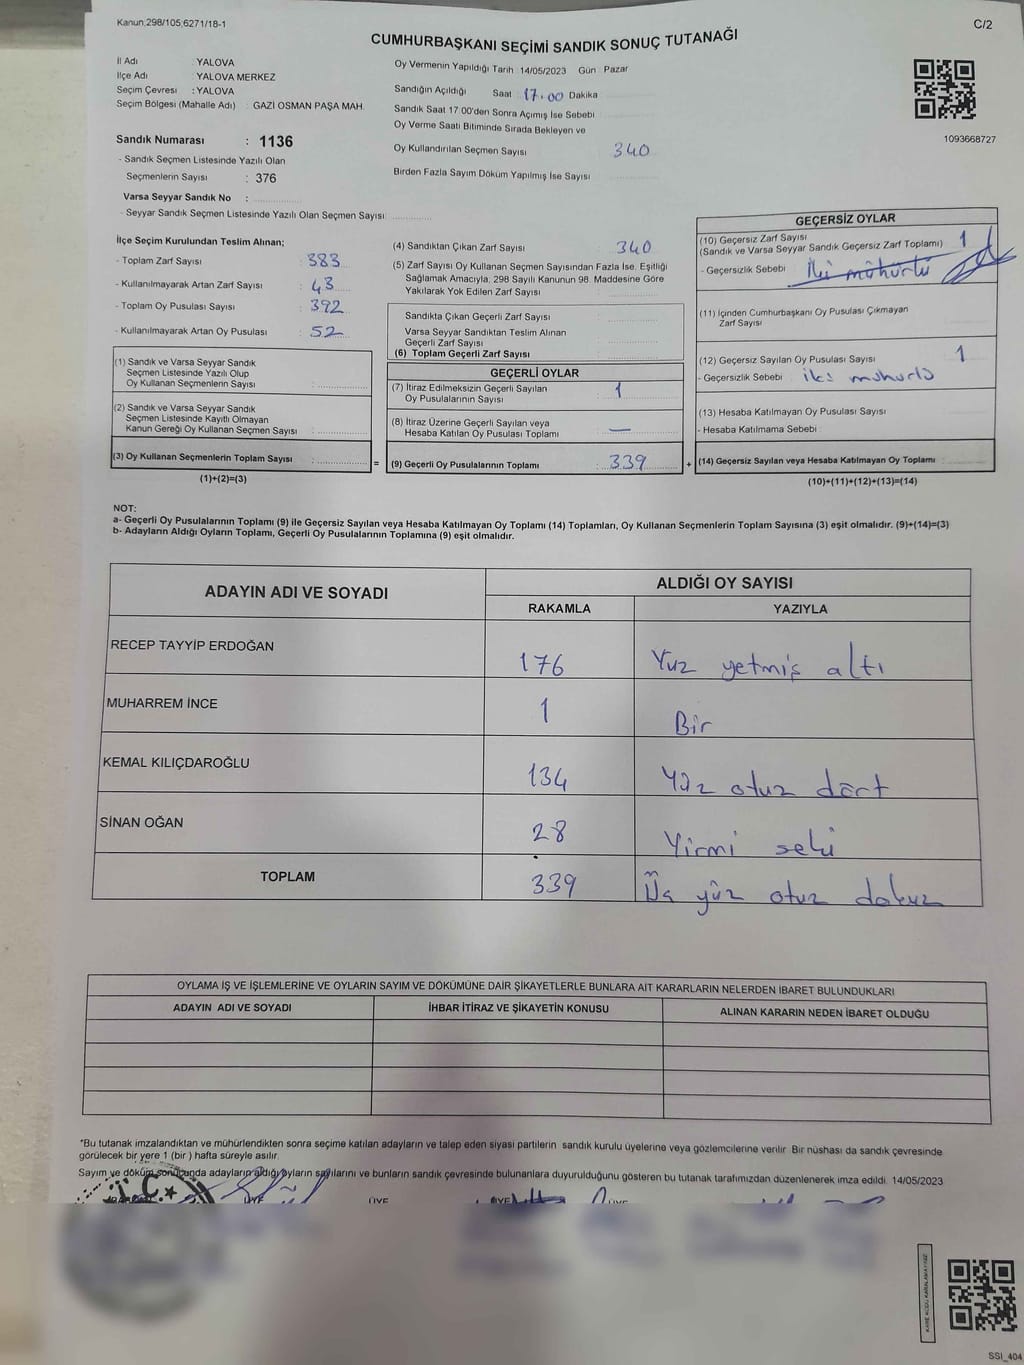 Kanun:298/105;6271/18-1
C/2
CUMHURBAŞKANI SEÇİMİ SANDIK SONUÇ TUTANAĞI
İl Adı : YALOVA
İlçe Adı : YALOVA MERKEZ
Seçim Çevresi : YALOVA
Seçim Bölgesi (Mahalle Adı) : GAZİ OSMAN PAŞA MAH.
Sandık Numarası : 1136
- Sandık Seçmen Listesinde Yazılı Olan
Seçmenlerin Sayısı : 376
Varsa Seyyar Sandık No :
- Seyyar Sandık Seçmen Listesinde Yazılı Olan Seçmen Sayısı:
Oy Vermenin Yapıldığı Tarih 14/05/2023 Gün Pazar
Sandığın Açıldığı Saat 17.00 Dakika
Sandık Saat 17:00'den Sonra Açımış İse Sebebi
Oy Verme Saati Bitiminde Sırada Bekleyen ve
Oy Kullandırılan Seçmen Sayısı 340
Birden Fazla Sayım Döküm Yapılmış İse Sayısı
1093668727
İlçe Seçim Kurulundan Teslim Alınan;
- Toplam Zarf Sayısı : 383
- Kullanılmayarak Artan Zarf Sayısı : 43
- Toplam Oy Pusulası Sayısı : 392
- Kullanılmayarak Artan Oy Pusulası : 52
(1) Sandık ve Varsa Seyyar Sandık
Seçmen Listesinde Yazılı Olup
Oy Kullanan Seçmenlerin Sayısı :
(2) Sandık ve Varsa Seyyar Sandık
Seçmen Listesinde Kayıtlı Olmayan
Kanun Gereği Oy Kullanan Seçmen Sayısı :
(3) Oy Kullanan Seçmenlerin Toplam Sayısı :
(1)+(2)=(3)
=
(4) Sandıktan Çıkan Zarf Sayısı : 340
(5) Zarf Sayısı Oy Kullanan Seçmen Sayısından Fazla İse, Eşitliği
Sağlamak Amacıyla, 298 Sayılı Kanunun 98. Maddesine Göre
Yakılarak Yok Edilen Zarf Sayısı
Sandıkta Çıkan Geçerli Zarf Sayısı
Varsa Seyyar Sandıktan Teslim Alınan
Geçerli Zarf Sayısı
(6) Toplam Geçerli Zarf Sayısı
GEÇERLİ OYLAR
(7) İtiraz Edilmeksizin Geçerli Sayılan
Oy Pusulalarının Sayısı : 1
(8) İtiraz Üzerine Geçerli Sayılan veya
Hesaba Katılan Oy Pusulası Toplamı : —
(9) Geçerli Oy Pusulalarının Toplamı : 339
+
GEÇERSİZ OYLAR
(10) Geçersiz Zarf Sayısı
(Sandık ve Varsa Seyyar Sandık Geçersiz Zarf Toplamı) 1
- Geçersizlik Sebebi : İki mühürlü
(11) İçinden Cumhurbaşkanı Oy Pusulası Çıkmayan
Zarf Sayısı
(12) Geçersiz Sayılan Oy Pusulası Sayısı 1
- Geçersizlik Sebebi : iki mühürlü
(13) Hesaba Katılmayan Oy Pusulası Sayısı
- Hesaba Katılmama Sebebi :
(14) Geçersiz Sayılan veya Hesaba Katılmayan Oy Toplamı :
(10)+(11)+(12)+(13)=(14)
NOT:
a- Geçerli Oy Pusulalarının Toplamı (9) ile Geçersiz Sayılan veya Hesaba Katılmayan Oy Toplamı (14) Toplamları, Oy Kullanan Seçmenlerin Toplam Sayısına (3) eşit olmalıdır. (9)+(14)=(3)
b- Adayların Aldığı Oyların Toplamı, Geçerli Oy Pusulalarının Toplamına (9) eşit olmalıdır.
ADAYIN ADI VE SOYADI ALDIĞI OY SAYISI
RAKAMLA YAZIYLA
RECEP TAYYİP ERDOĞAN 176 Yüz yetmiş altı
MUHARREM İNCE 1 Bir
KEMAL KILIÇDAROĞLU 134 Yüz otuz dört
SİNAN OĞAN 28 Yirmi seki
TOPLAM 339 Üç yüz otuz dokuz
OYLAMA İŞ VE İŞLEMLERİNE VE OYLARIN SAYIM VE DÖKÜMÜNE DAİR ŞİKAYETLERLE BUNLARA AİT KARARLARIN NELERDEN İBARET BULUNDUKLARI
ADAYIN ADI VE SOYADI İHBAR İTİRAZ VE ŞİKAYETİN KONUSU ALINAN KARARIN NEDEN İBARET OLDUĞU
*Bu tutanak imzalandıktan ve mühürlendikten sonra seçime katılan adayların ve talep eden siyasi partilerin sandık kurulu üyelerine veya gözlemcilerine verilir. Bir nüshası da sandık çevresinde
görülecek bir yere 1 (bir ) hafta süreyle asılır.
Sayım ve döküm sonucunda adayların aldığı oyların sayılarını ve bunların sandık çevresinde bulunanlara duyurulduğunu gösteren bu tutanak tarafımızdan düzenlenerek imza edildi. 14/05/2023
T.C.
ÜYE ÜYE ÜYE ÜYE
SSI_404